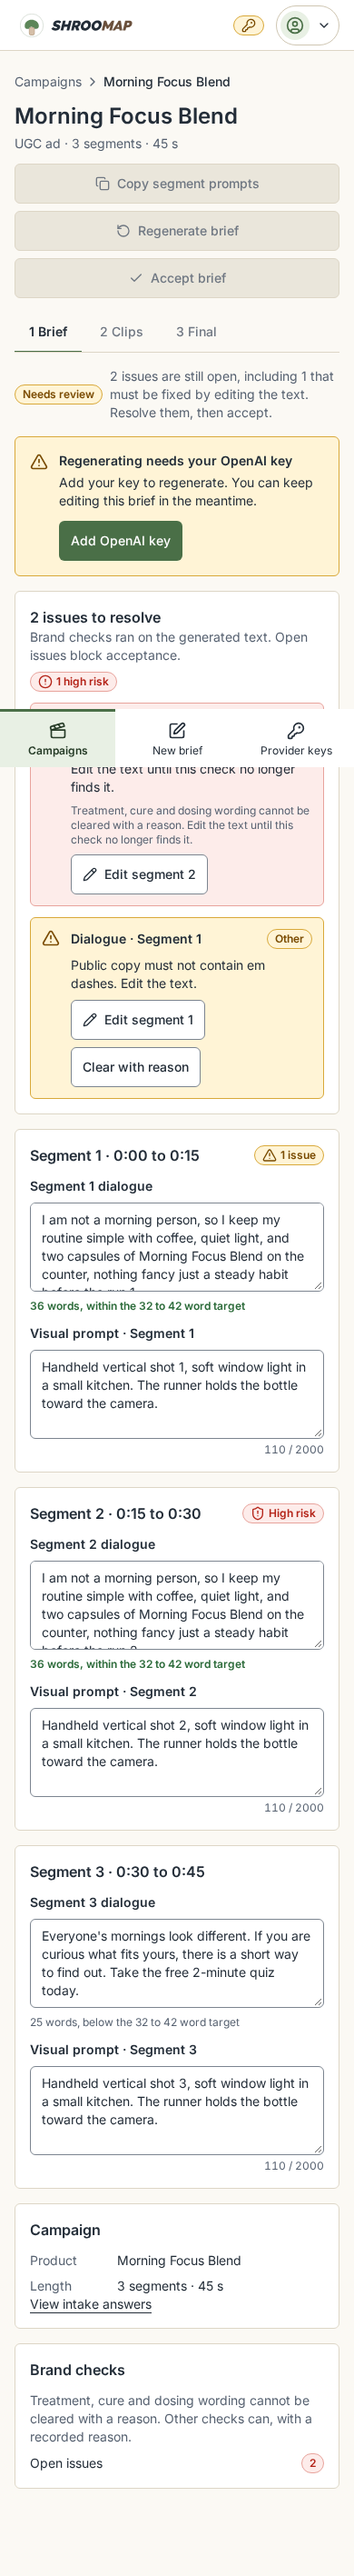 SHROOMAP
Campaigns > Morning Focus Blend
Morning Focus Blend
UGC ad · 3 segments · 45 s
Copy segment prompts
Regenerate brief
Accept brief
1 Brief 2 Clips 3 Final
Needs review
2 issues are still open, including 1 that
must be fixed by editing the text.
Resolve them, then accept.
Regenerating needs your OpenAI key
Add your key to regenerate. You can keep
editing this brief in the meantime.
Add OpenAI key
2 issues to resolve
Brand checks ran on the generated text. Open
issues block acceptance.
1 high risk
Campaigns New brief Provider keys
Edit the text until this check no longer
finds it.
Treatment, cure and dosing wording cannot be
cleared with a reason. Edit the text until this
check no longer finds it.
Edit segment 2
Dialogue · Segment 1 Other
Public copy must not contain em
dashes. Edit the text.
Edit segment 1
Clear with reason
Segment 1 · 0:00 to 0:15 1 issue
Segment 1 dialogue
I am not a morning person, so I keep my
routine simple with coffee, quiet light, and
two capsules of Morning Focus Blend on the
counter, nothing fancy just a steady habit
before the run 1
36 words, within the 32 to 42 word target
Visual prompt · Segment 1
Handheld vertical shot 1, soft window light in
a small kitchen. The runner holds the bottle
toward the camera.
110 / 2000
Segment 2 · 0:15 to 0:30 High risk
Segment 2 dialogue
I am not a morning person, so I keep my
routine simple with coffee, quiet light, and
two capsules of Morning Focus Blend on the
counter, nothing fancy just a steady habit
before the run 2
36 words, within the 32 to 42 word target
Visual prompt · Segment 2
Handheld vertical shot 2, soft window light in
a small kitchen. The runner holds the bottle
toward the camera.
110 / 2000
Segment 3 · 0:30 to 0:45
Segment 3 dialogue
Everyone's mornings look different. If you are
curious what fits yours, there is a short way
to find out. Take the free 2-minute quiz
today.
25 words, below the 32 to 42 word target
Visual prompt · Segment 3
Handheld vertical shot 3, soft window light in
a small kitchen. The runner holds the bottle
toward the camera.
110 / 2000
Campaign
Product Morning Focus Blend
Length 3 segments · 45 s
View intake answers
Brand checks
Treatment, cure and dosing wording cannot be
cleared with a reason. Other checks can, with a
recorded reason.
Open issues 2